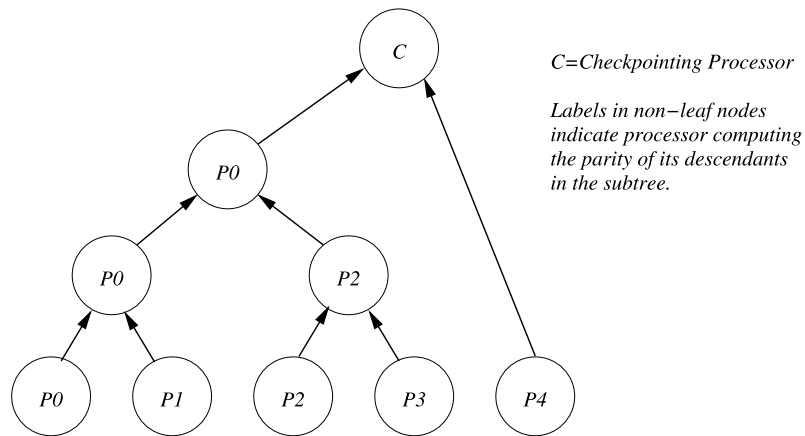 C
C=Checkpointing Processor
Labels in non−leaf nodes
indicate processor computing
the parity of its descendants
in the subtree.
P0
P0
P2
P0
P1
P2
P3
P4